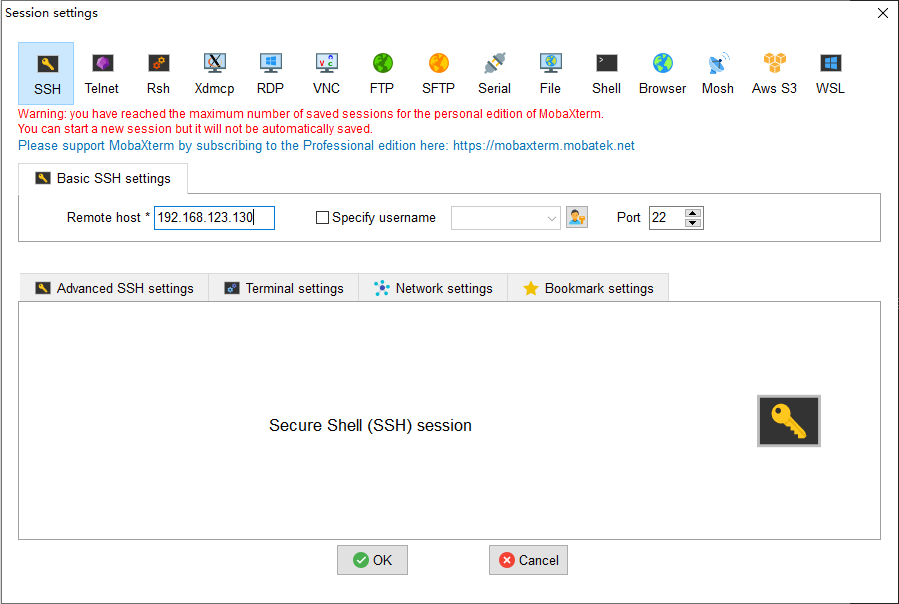 Session settings
SSH Telnet Rsh Xdmcp RDP VNC FTP SFTP Serial File Shell Browser Mosh Aws S3 WSL
Warning: you have reached the maximum number of saved sessions for the personal edition of MobaXterm.
You can start a new session but it will not be automatically saved.
Please support MobaXterm by subscribing to the Professional edition here: https://mobaxterm.mobatek.net
Basic SSH settings
Remote host * 192.168.123.130 Specify username Port 22
Advanced SSH settings Terminal settings Network settings Bookmark settings
Secure Shell (SSH) session
OK Cancel